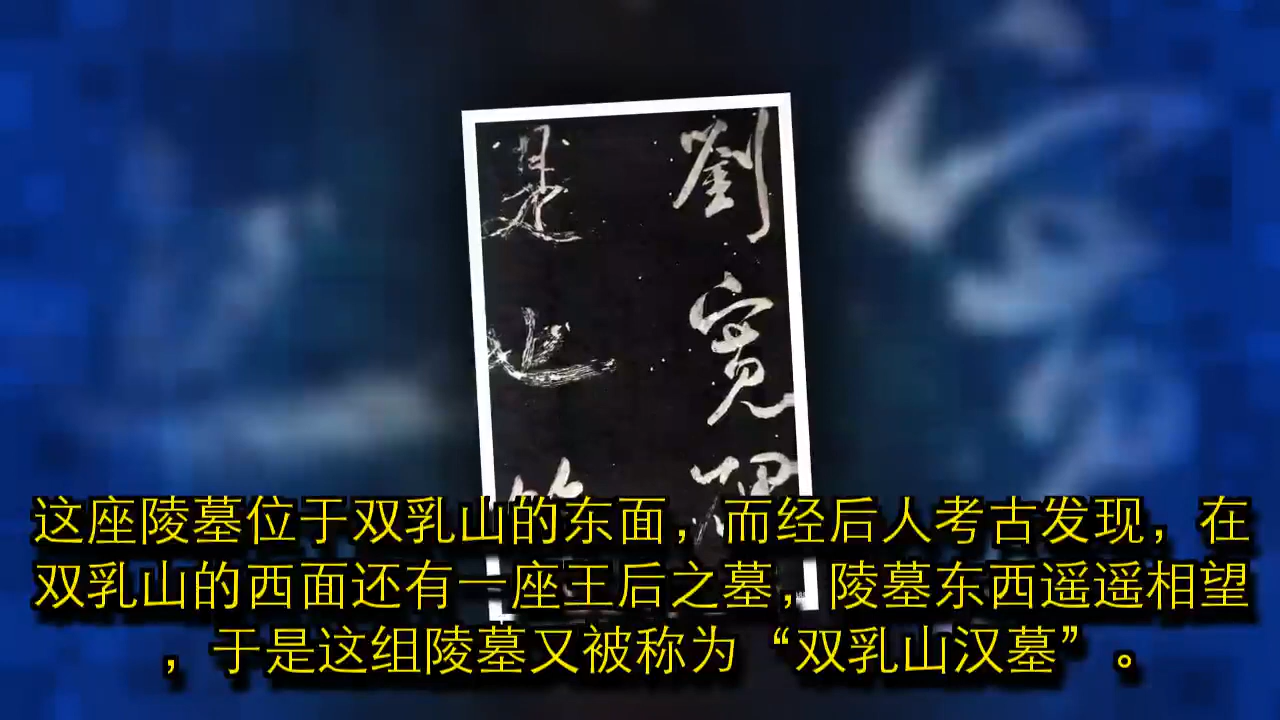 劉寬
是也
这座陵墓位于双乳山的东面，而经后人考古发现，在
双乳山的西面还有一座王后之墓，陵墓东西遥遥相望
，于是这组陵墓又被称为“双乳山汉墓”。